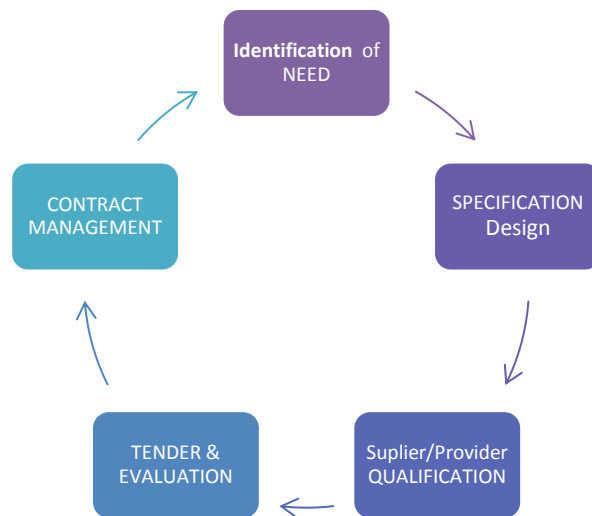 Identification of
NEED
SPECIFICATION
Design
Suplier/Provider
QUALIFICATION
TENDER &
EVALUATION
CONTRACT
MANAGEMENT